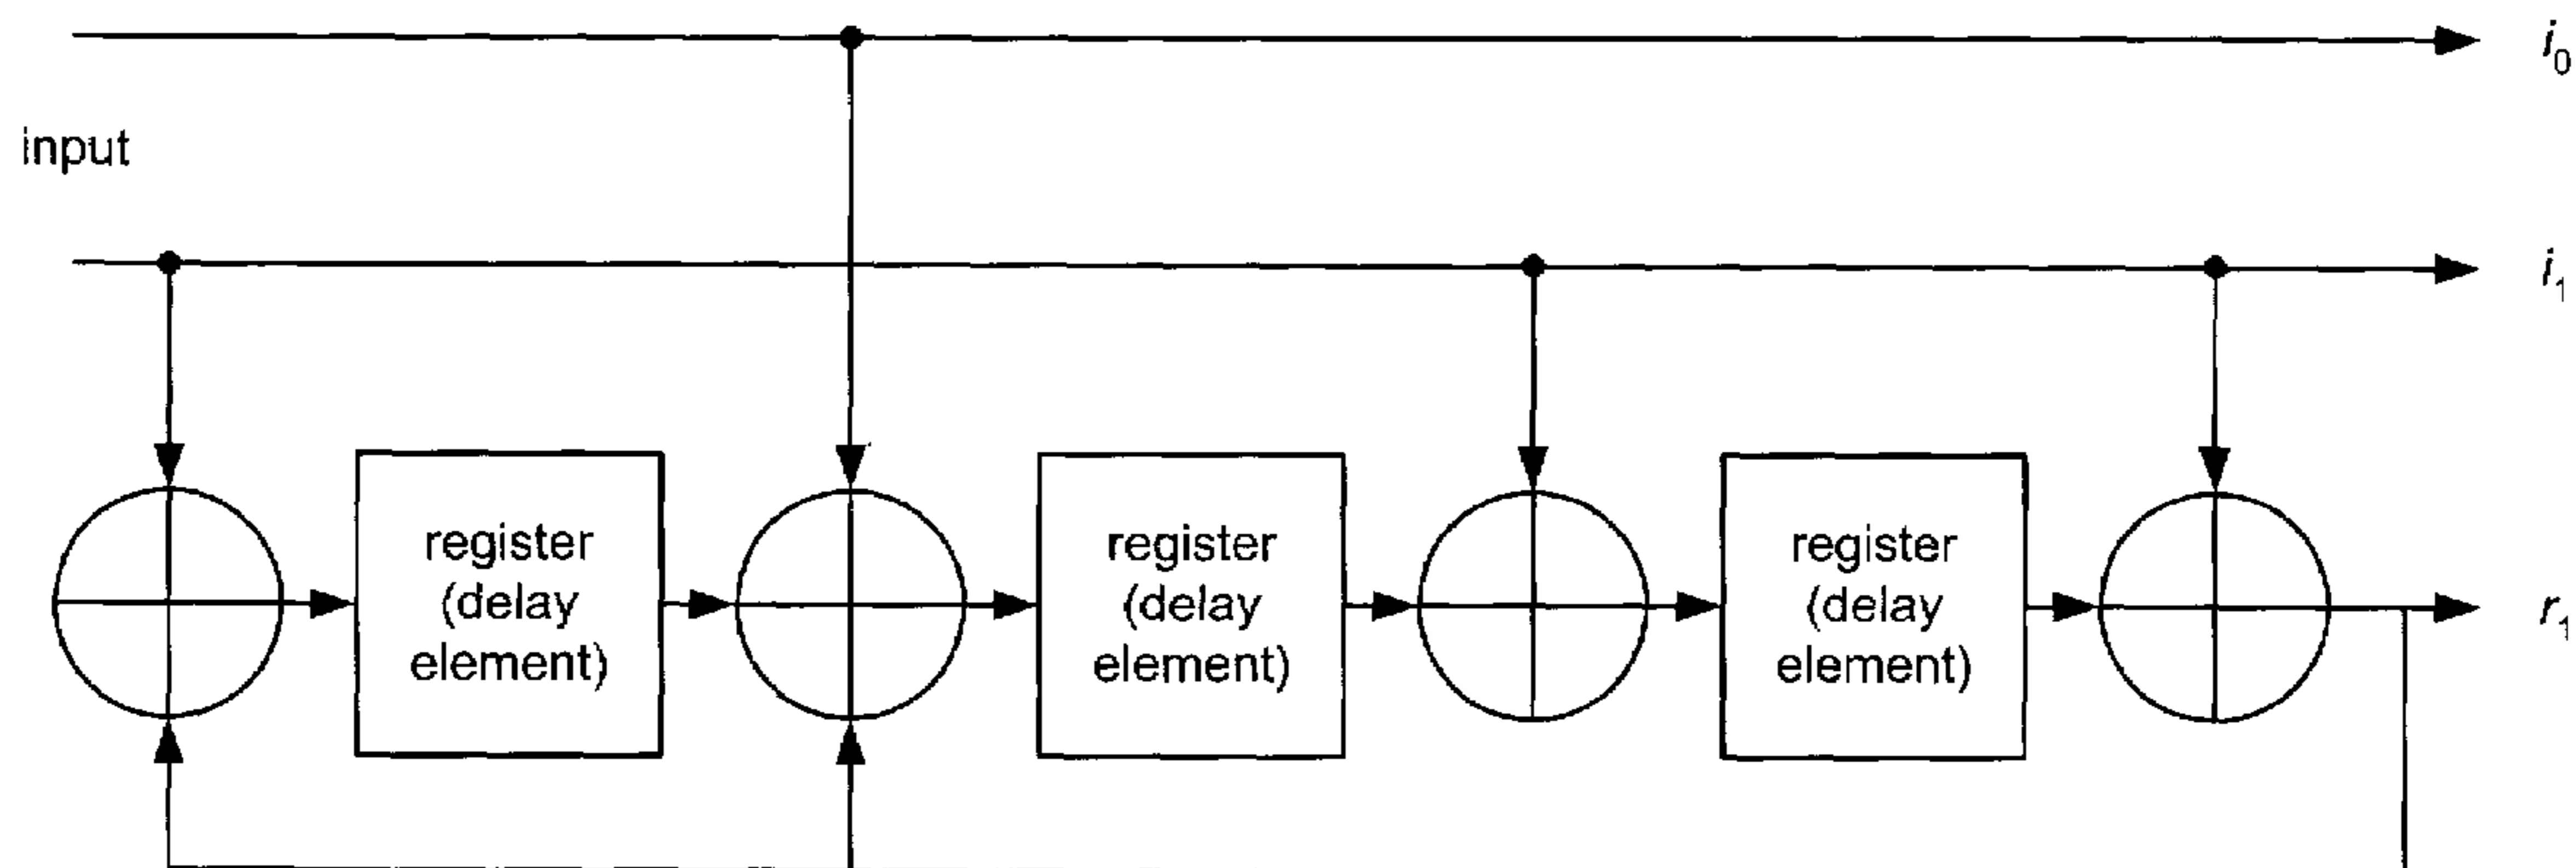 i₀
input
i₁
register
(delay
element)
register
(delay
element)
register
(delay
element)
r₁